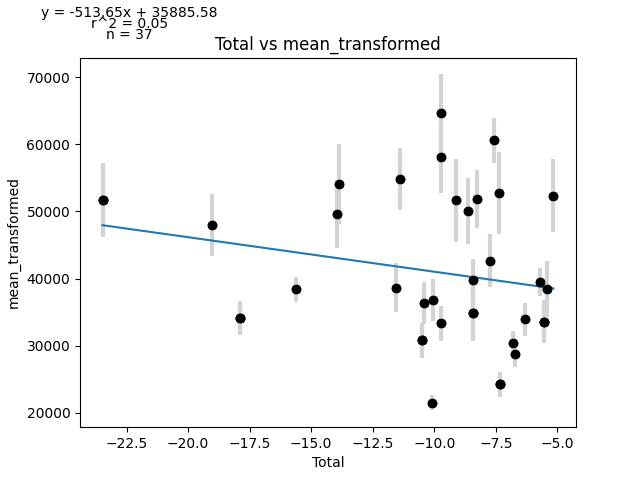 y = -513.65x + 35885.58
r^2 = 0.05
n = 37
Total vs mean_transformed
70000
60000
50000
40000
30000
20000
mean_transformed
−22.5 −20.0 −17.5 −15.0 −12.5 −10.0 −7.5 −5.0
Total